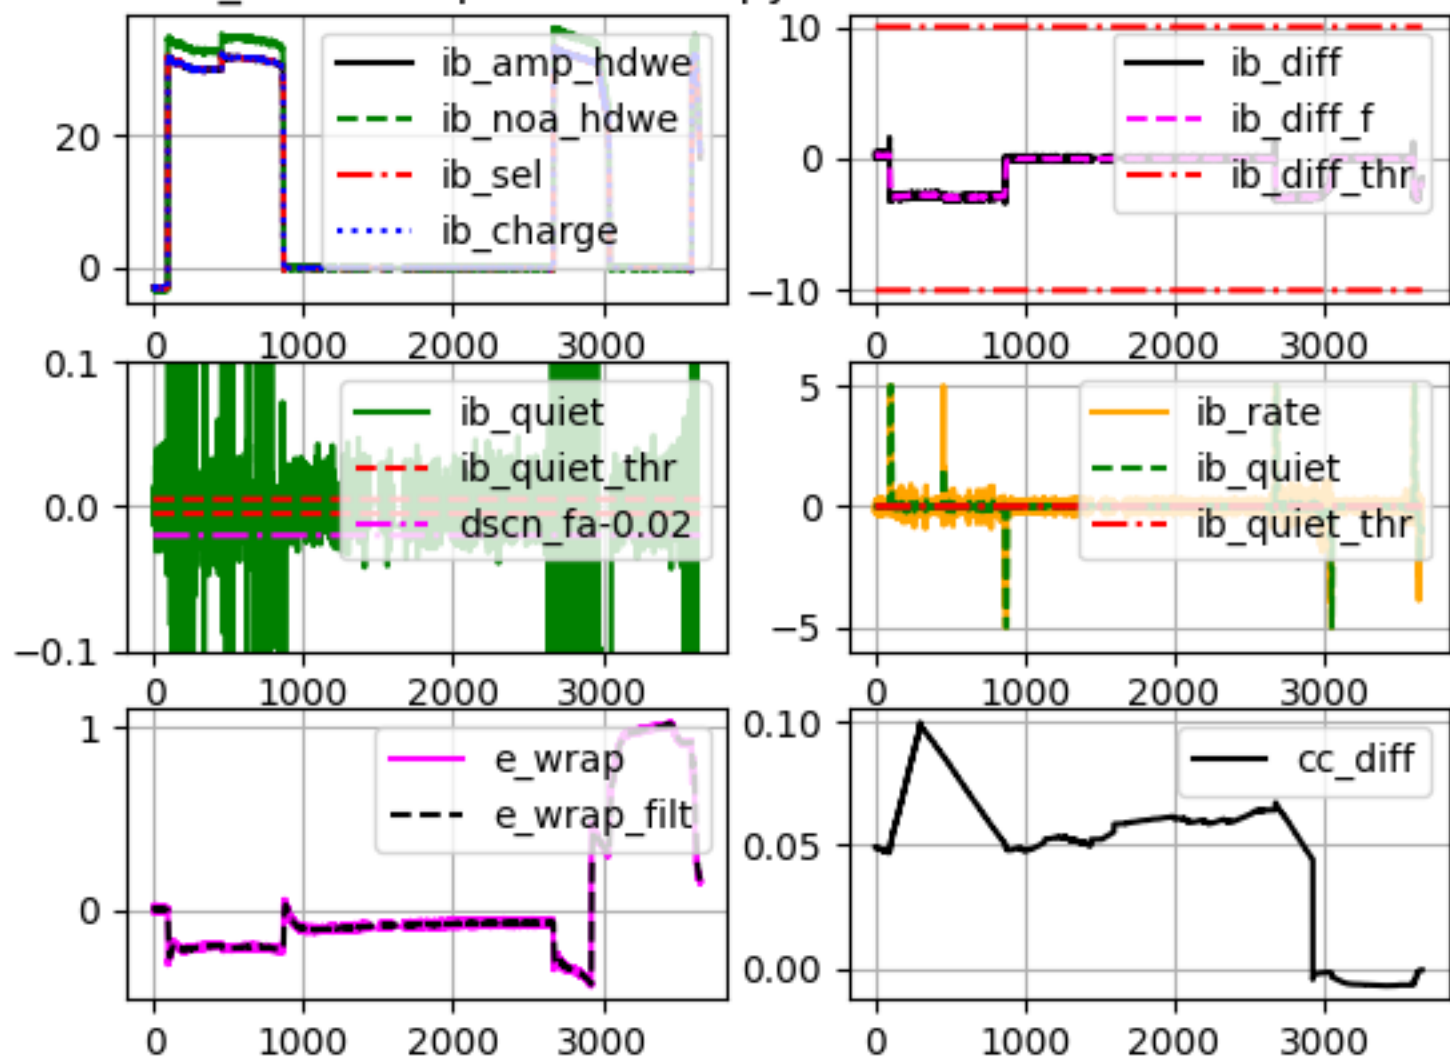 20
0
0 1000 2000 3000
ib_amp_hdwe
ib_noa_hdwe
ib_sel
ib_charge
10
0
−10
0 1000 2000 3000
ib_diff
ib_diff_f
ib_diff_thr
0.1
0.0
−0.1
0 1000 2000 3000
ib_quiet
ib_quiet_thr
dscn_fa-0.02
5
0
−5
0 1000 2000 3000
ib_rate
ib_quiet
ib_quiet_thr
1
0
0 1000 2000 3000
e_wrap
e_wrap_filt
0.10
0.05
0.00
0 1000 2000 3000
cc_diff